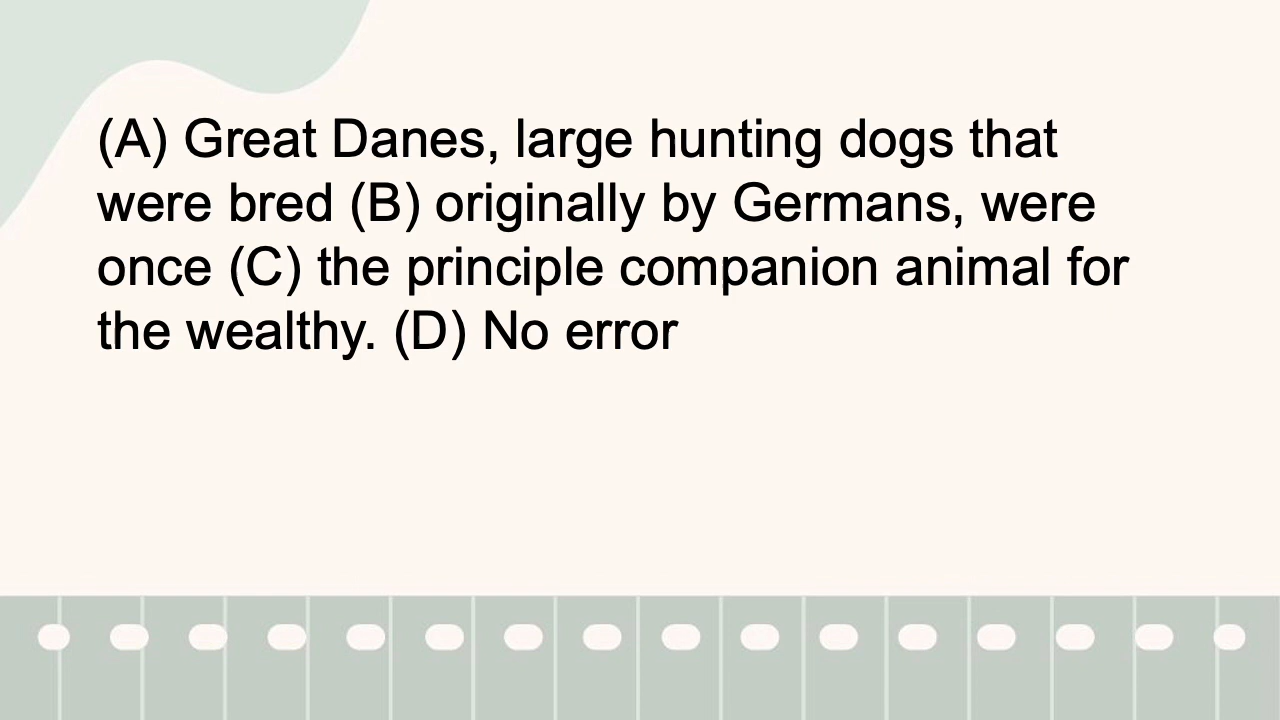 (A) Great Danes, large hunting dogs that
were bred (B) originally by Germans, were
once (C) the principle companion animal for
the wealthy. (D) No error